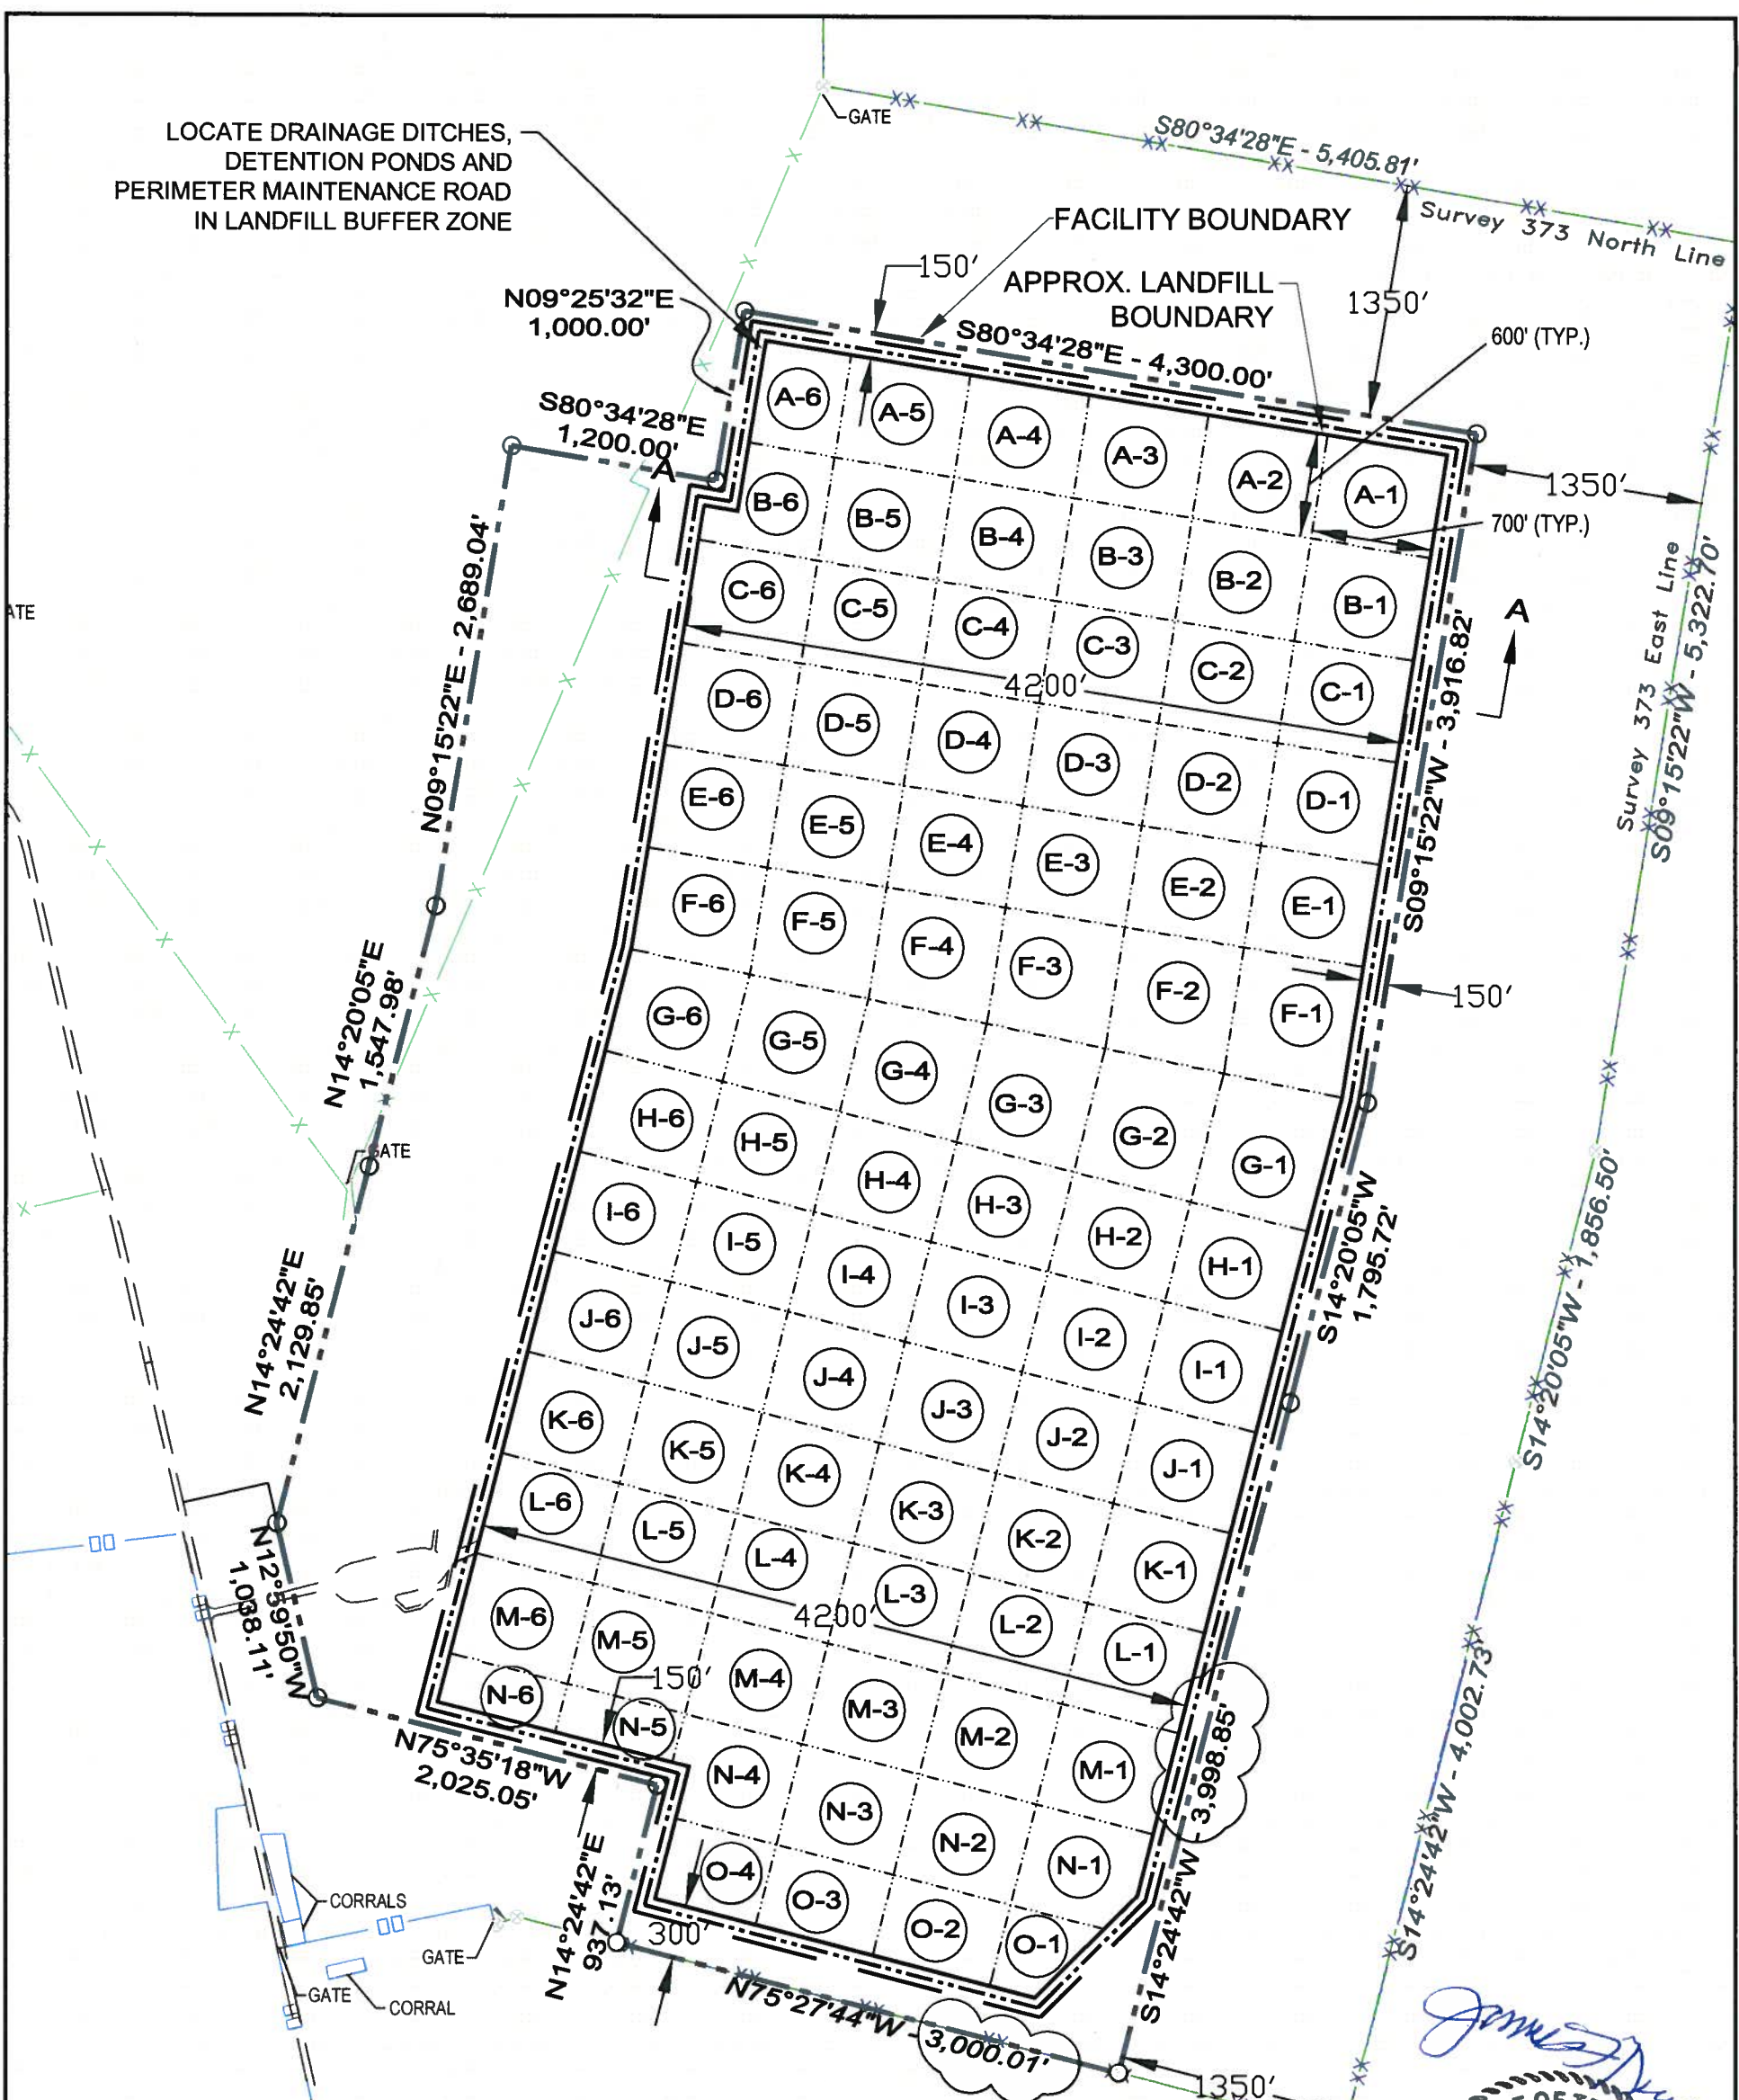 GATE
S80°34'28"E - 5,405.81'
Survey 373 North Line
LOCATE DRAINAGE DITCHES,
DETENTION PONDS AND
PERIMETER MAINTENANCE ROAD
IN LANDFILL BUFFER ZONE
FACILITY BOUNDARY
150'
APPROX. LANDFILL
BOUNDARY
1350'
N09°25'32"E
1,000.00'
S80°34'28"E - 4,300.00'
600' (TYP.)
S80°34'28"E
1,200.00'
A
1350'
700' (TYP.)
A-6 A-5 A-4 A-3 A-2 A-1
B-6 B-5 B-4 B-3 B-2 B-1
C-6 C-5 C-4 C-3 C-2 C-1
A
ATE
4200'
N09°15'22"E - 2,689.04'
S09°15'22"W - 3,916.82'
Survey 373 East Line
S09°15'22"W - 5,322.70'
D-6 D-5 D-4 D-3 D-2 D-1
E-6 E-5 E-4 E-3 E-2 E-1
F-6 F-5 F-4 F-3 F-2 F-1
150'
N14°20'05"E
1,547.98'
G-6 G-5 G-4 G-3 G-2 G-1
GATE
H-6 H-5 H-4 H-3 H-2 H-1
S14°20'05"W
1,795.72'
S14°20'05"W - 1,856.50'
I-6 I-5 I-4 I-3 I-2 I-1
N14°24'42"E
2,129.85'
J-6 J-5 J-4 J-3 J-2 J-1
K-6 K-5 K-4 K-3 K-2 K-1
L-6 L-5 L-4 L-3 L-2 L-1
N12°59'50"W
1,038.11'
4200'
M-6 M-5 M-4 M-3 M-2 M-1
150'
N-6 N-5 N-4 N-3 N-2 N-1
S14°24'42"W - 3,998.85'
S14°24'42"W - 4,002.73'
N75°35'18"W
2,025.05'
O-4 O-3 O-2 O-1
N14°24'42"E
937.13'
300'
CORRALS
GATE
GATE
CORRAL
N75°27'44"W - 3,000.01'
1350'